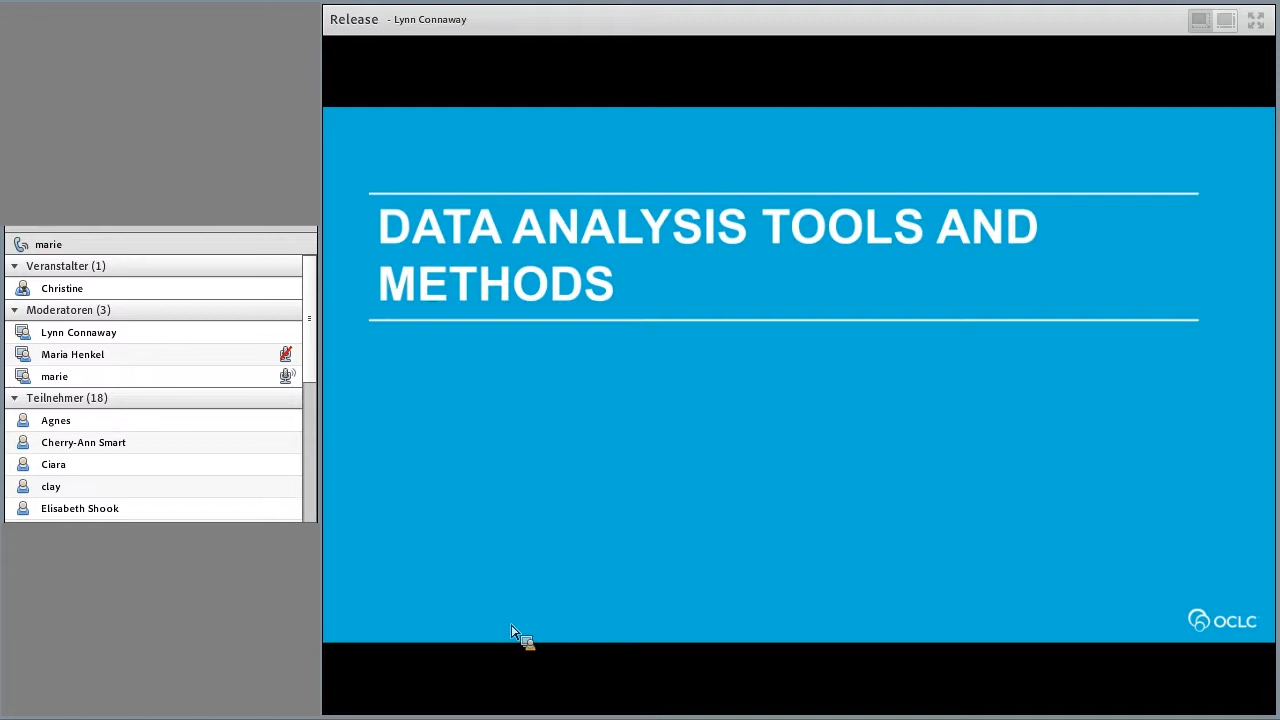 Release - Lynn Connaway
marie
Veranstalter (1)
Christine
Moderatoren (3)
Lynn Connaway
Maria Henkel
marie
Teilnehmer (18)
Agnes
Cherry-Ann Smart
Ciara
clay
Elisabeth Shook
DATA ANALYSIS TOOLS AND
METHODS
OCLC